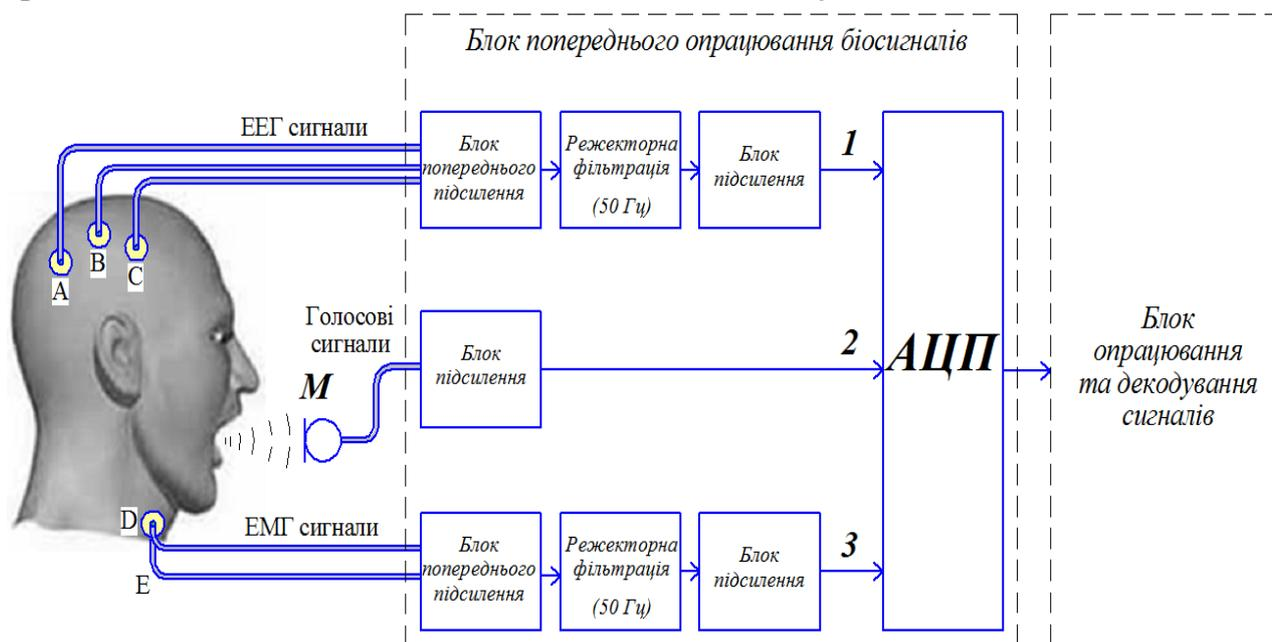 Блок попереднього опрацювання біосигналів
ЕЕГ сигнали
Блок
попереднього
підсилення
Режекторна
фільтрація
(50 Гц)
Блок
підсилення
1
A
B
C
Голосові
сигнали
M
Блок
підсилення
2
АЦП
Блок
опрацювання
та декодування
сигналів
D
E
ЕМГ сигнали
Блок
попереднього
підсилення
Режекторна
фільтрація
(50 Гц)
Блок
підсилення
3